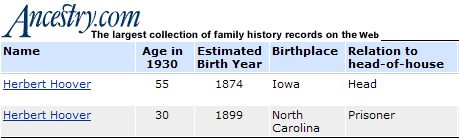 Ancestry.com
The largest collection of family history records on the Web
Name Age in 1930 Estimated Birth Year Birthplace Relation to head-of-house
Herbert Hoover 55 1874 Iowa Head
Herbert Hoover 30 1899 North Carolina Prisoner